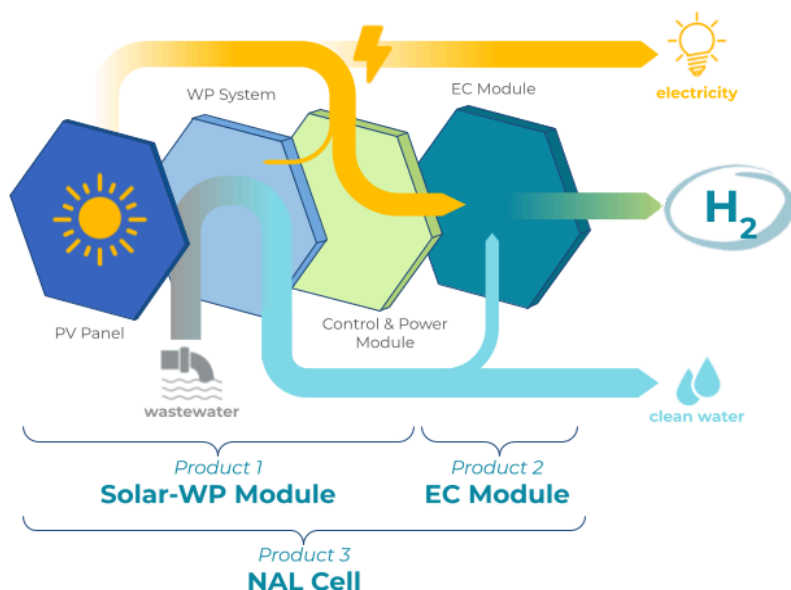 electricity
WP System
EC Module
H₂
PV Panel
Control & Power
Module
wastewater
clean water
Product 1
Solar-WP Module
Product 2
EC Module
Product 3
NAL Cell